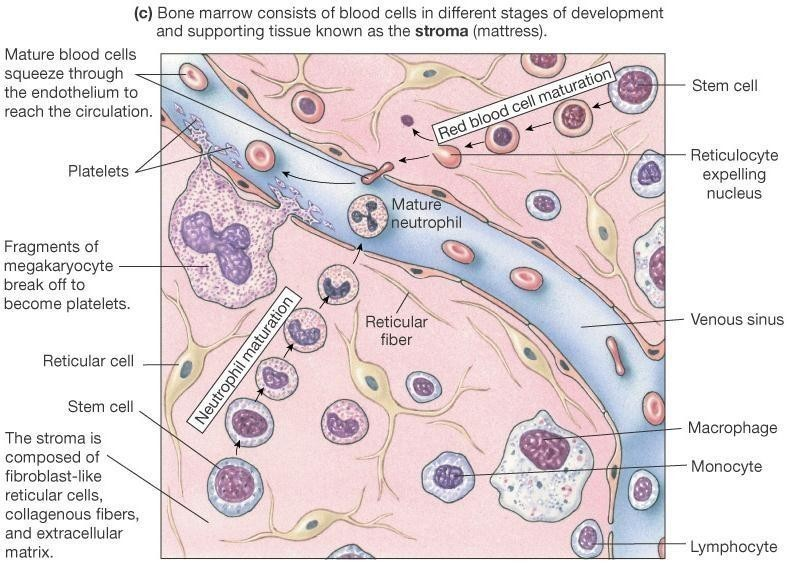 (c) Bone marrow consists of blood cells in different stages of development
and supporting tissue known as the stroma (mattress).
Mature blood cells
squeeze through
the endothelium to
reach the circulation.
Platelets
Fragments of
megakaryocyte
break off to
become platelets.
Reticular cell
Stem cell
The stroma is
composed of
fibroblast-like
reticular cells,
collagenous fibers,
and extracellular
matrix.
Red blood cell maturation
Mature
neutrophil
Neutrophil maturation
Reticular
fiber
Stem cell
Reticulocyte
expelling
nucleus
Venous sinus
Macrophage
Monocyte
Lymphocyte